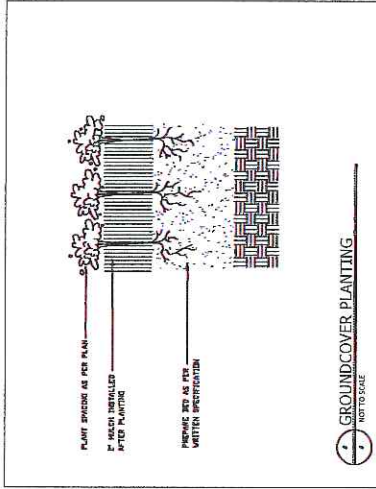 PLANT SPACING AS PER PLAN
2" MULCH INSTALLED
AFTER PLANTING
PREPARE BED AS PER
WRITTEN SPECIFICATION
GROUNDCOVER PLANTING
NOT TO SCALE